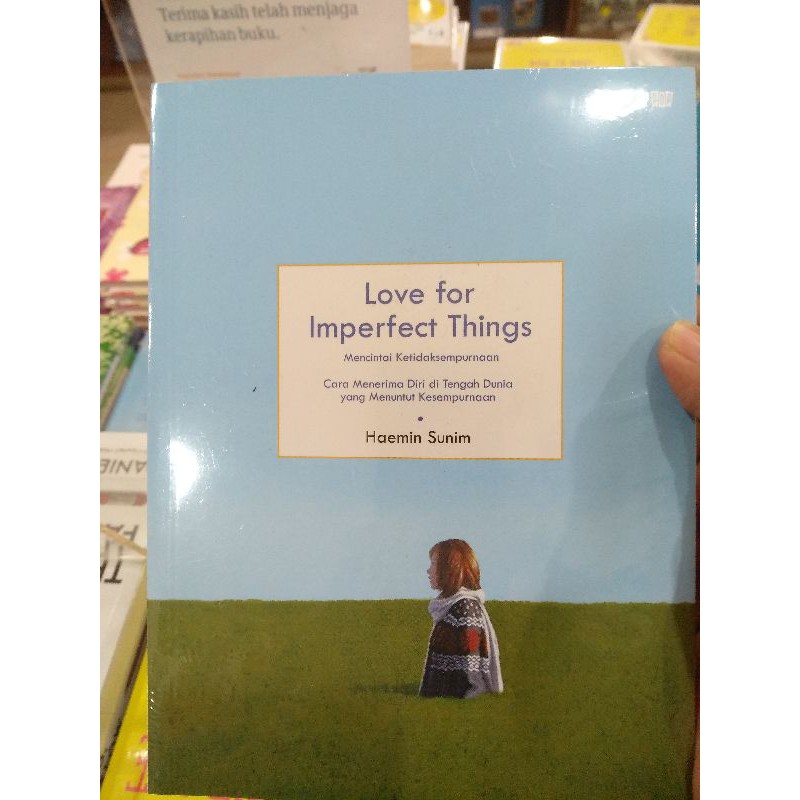 Terima kasih telah menjaga
kerapihan buku.
Love for
Imperfect Things
Mencintai Ketidaksempurnaan
Cara Menerima Diri di Tengah Dunia
yang Menuntut Kesempurnaan
Haemin Sunim